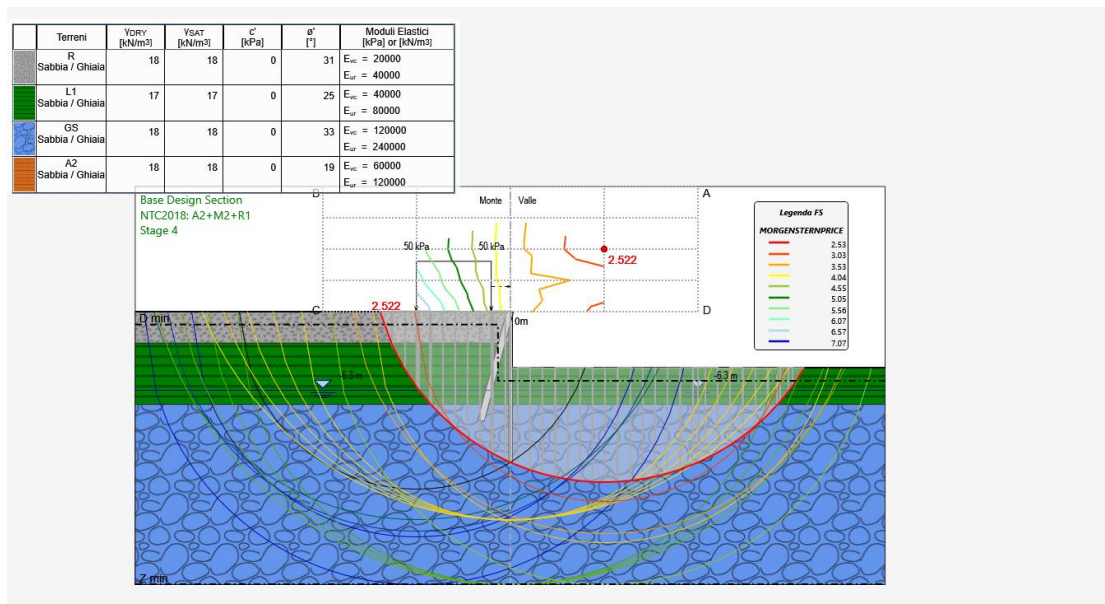 Terreni γDRY [kN/m3] γSAT [kN/m3] c' [kPa] ø' [°] Moduli Elastici [kPa] or [kN/m3]
R
Sabbia / Ghiaia 18 18 0 31 Evc = 20000
Eur = 40000
L1
Sabbia / Ghiaia 17 17 0 25 Evc = 40000
Eur = 80000
GS
Sabbia / Ghiaia 18 18 0 33 Evc = 120000
Eur = 240000
A2
Sabbia / Ghiaia 18 18 0 19 Evc = 60000
Eur = 120000
Base Design Section
NTC2018: A2+M2+R1
Stage 4
B
A
Monte Valle
50 kPa 50 kPa
2.522
2.522
C
D
D min
0m
-6.3 m
-6.3 m
Z min
Legenda FS
MORGENSTERNPRICE
2.53
3.03
3.53
4.04
4.55
5.05
5.56
6.07
6.57
7.07